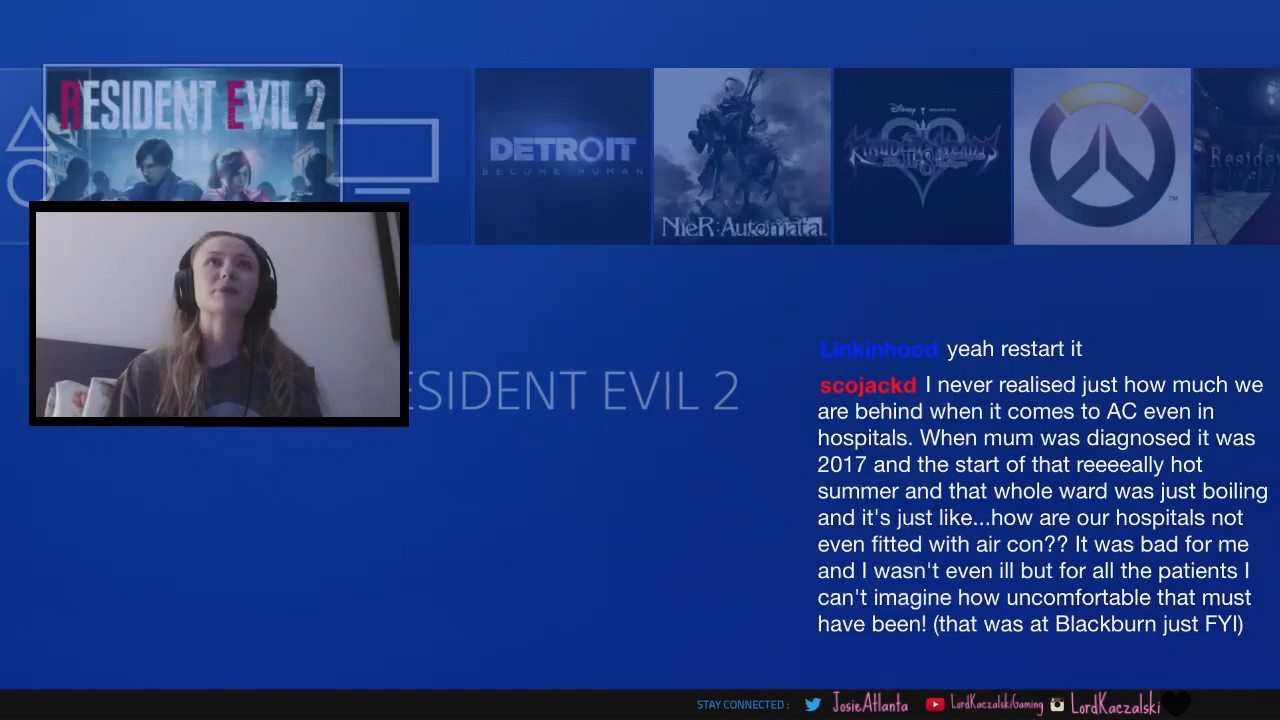 RESIDENT EVIL 2
DETROIT
BECOME HUMAN
NieR:Automata
Disney
KINGDOM HEARTS
Reside
TM
ESIDENT EVIL 2
Linkinhood yeah restart it
scojackd I never realised just how much we
are behind when it comes to AC even in
hospitals. When mum was diagnosed it was
2017 and the start of that reeeeally hot
summer and that whole ward was just boiling
and it's just like...how are our hospitals not
even fitted with air con?? It was bad for me
and I wasn't even ill but for all the patients I
can't imagine how uncomfortable that must
have been! (that was at Blackburn just FYI)
STAY CONNECTED : JosieAtlanta LordKaczalskiGaming LordKaczalski